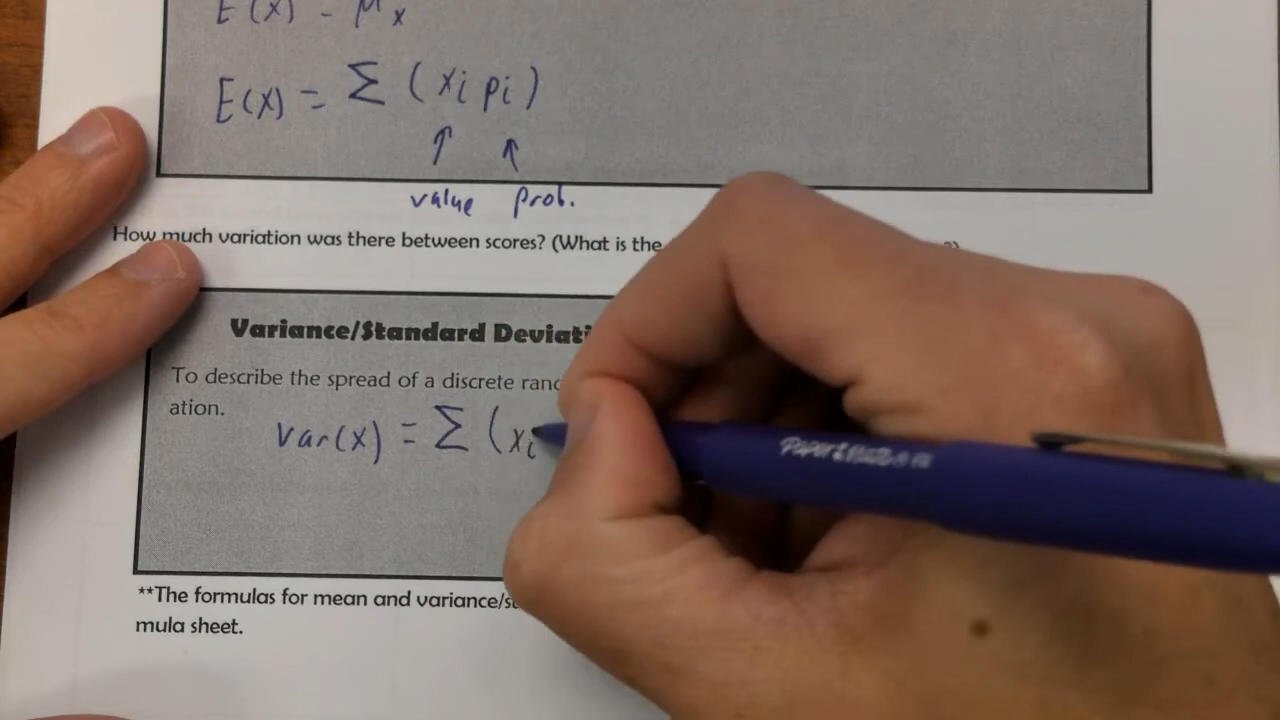 E(X) = μx
E(X) = Σ (xi pi)
↑ ↑
value prob.
How much variation was there between scores? (What is the
Variance/Standard Deviati
To describe the spread of a discrete ran
ation.
var(X) = Σ (xi
**The formulas for mean and variance/s
mula sheet.
PaperMate